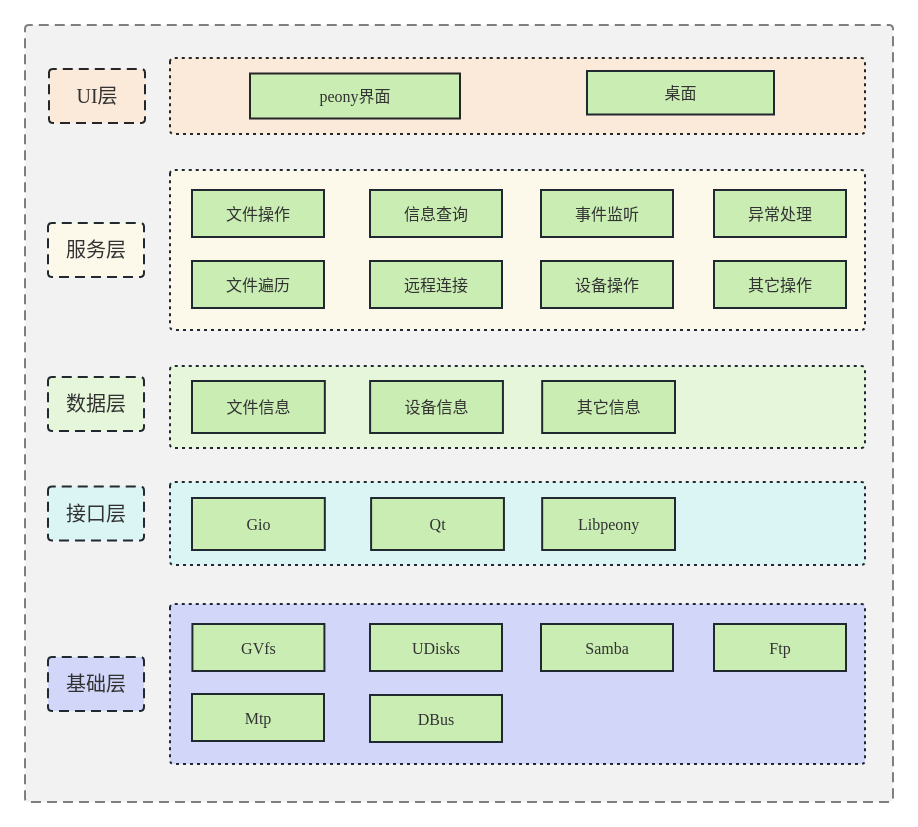 UI层
peony界面
桌面
服务层
文件操作
信息查询
事件监听
异常处理
文件遍历
远程连接
设备操作
其它操作
数据层
文件信息
设备信息
其它信息
接口层
Gio
Qt
Libpeony
基础层
GVfs
UDisks
Samba
Ftp
Mtp
DBus